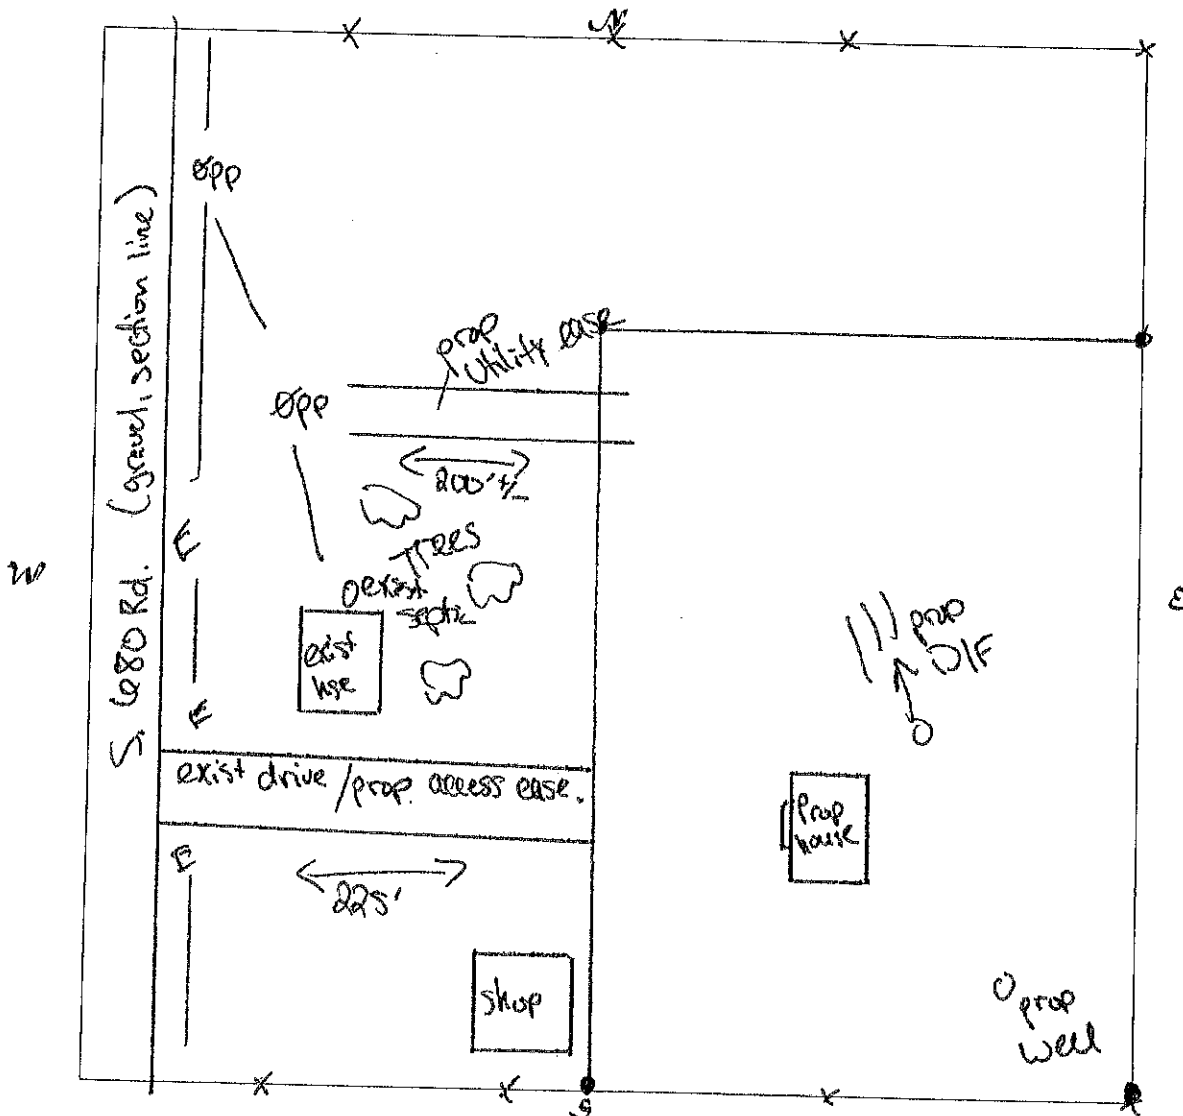 N
S. 680 Rd. (gravel, section line)
Øpp
prop
utility ease
Øpp
200' +/-
Trees
exist
septic
exist
hse
E
E
E
W
E
prop
D/F
exist drive / prop. access ease.
225'
prop
house
shop
prop
well
S